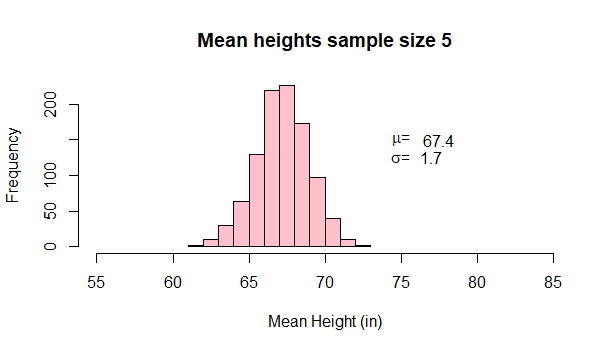 Mean heights sample size 5
Frequency
200
100
50
0
μ= 67.4
σ= 1.7
55 60 65 70 75 80 85
Mean Height (in)